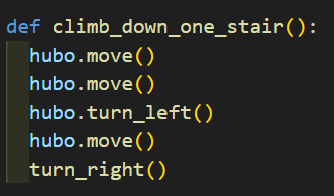 def climb_down_one_stair():
  hubo.move()
  hubo.move()
  hubo.turn_left()
  hubo.move()
  turn_right()